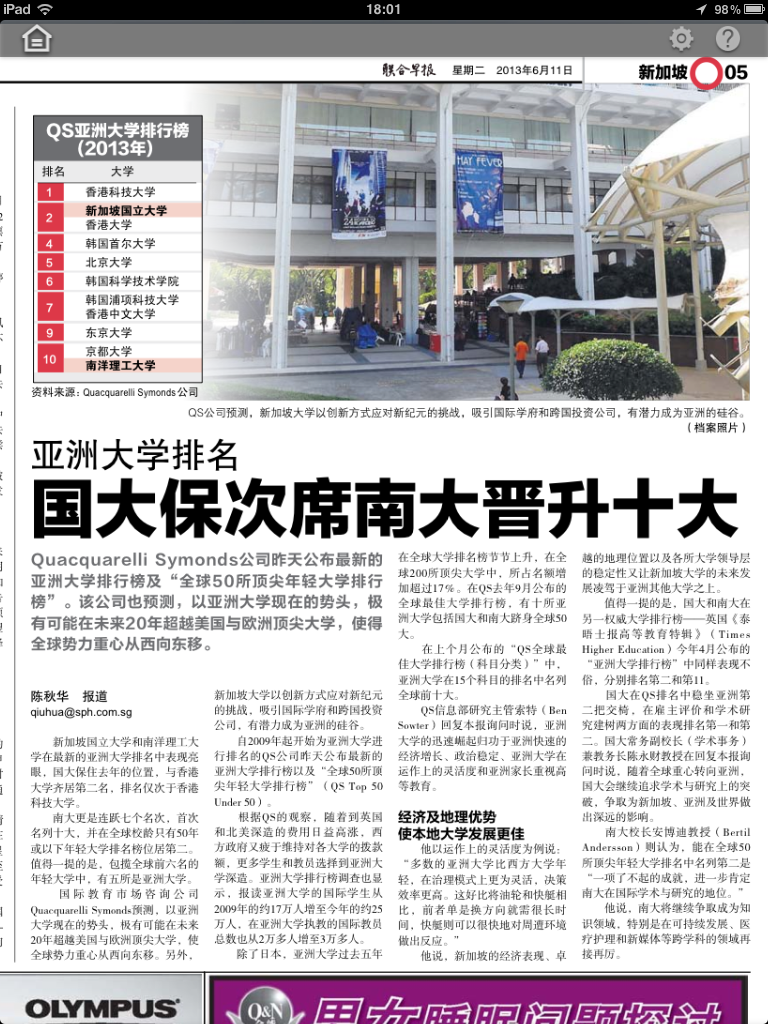 iPad
18:01
98%
联合早报 星期二 2013年6月11日
新加坡 05
QS亚洲大学排行榜
(2013年)
排名 大学
1 香港科技大学
2 新加坡国立大学
香港大学
4 韩国首尔大学
5 北京大学
6 韩国科学技术学院
7 韩国浦项科技大学
香港中文大学
9 东京大学
10 京都大学
南洋理工大学
资料来源：Quacquarelli Symonds公司
HAY FEVER
QS公司预测，新加坡大学以创新方式应对新纪元的挑战，吸引国际学府和跨国投资公司，有潜力成为亚洲的硅谷。
（档案照片）
亚洲大学排名
国大保次席南大晋升十大
Quacquarelli Symonds公司昨天公布最新的
亚洲大学排行榜及“全球50所顶尖年轻大学排行
榜”。该公司也预测，以亚洲大学现在的势头，极
有可能在未来20年超越美国与欧洲顶尖大学，使得
全球势力重心从西向东移。
陈秋华 报道
qiuhua@sph.com.sg
新加坡国立大学和南洋理工大
学在最新的亚洲大学排名中表现亮
眼，国大保住去年的位置，与香港
大学齐居第二名，排名仅次于香港
科技大学。
南大更是连跃七个名次，首次
名列十大，并在全球校龄只有50年
或以下年轻大学排名榜位居第二。
值得一提的是，包揽全球前六名的
年轻大学中，有五所是亚洲大学。
国际教育市场咨询公司
Quacquarelli Symonds预测，以亚洲
大学现在的势头，极有可能在未来
20年超越美国与欧洲顶尖大学，使
全球势力重心从西向东移。另外，
新加坡大学以创新方式应对新纪元
的挑战，吸引国际学府和跨国投资
公司，有潜力成为亚洲的硅谷。
自2009年起开始为亚洲大学进
行排名的QS公司昨天公布最新的
亚洲大学排行榜以及“全球50所顶
尖年轻大学排行榜”（QS Top 50
Under 50）。
根据QS的观察，随着到英国
和北美深造的费用日益高涨，西
方政府又疲于维持对各大学的拨款
额，更多学生和教员选择到亚洲大
学深造。亚洲大学排行榜调查也显
示，报读亚洲大学的国际学生从
2009年的约17万人增至今年的约25
万人，在亚洲大学执教的国际教员
总数也从2万多人增至3万多人。
除了日本，亚洲大学过去五年
在全球大学排名榜节节上升，在全
球200所顶尖大学中，所占名额增
加超过17%。在QS去年9月公布的
全球最佳大学排行榜，有十所亚
洲大学包括国大和南大跻身全球50
大。
在上个月公布的“QS全球最
佳大学排行榜（科目分类）”中，
亚洲大学在15个科目的排名中名列
全球前十大。
QS信息部研究主管索特（Ben
Sowter）回复本报询问时说，亚洲
大学的迅速崛起归功于亚洲快速的
经济增长、政治稳定、亚洲大学在
运作上的灵活度和亚洲家长重视高
等教育。
经济及地理优势
使本地大学发展更佳
他以运作上的灵活度为例说：
“多数的亚洲大学比西方大学年
轻，在治理模式上更为灵活，决策
效率更高。这好比将油轮和快艇相
比，前者单是换方向就需很长时
间，快艇则可以很快地对周遭环境
做出反应。”
他说，新加坡的经济表现、卓
越的地理位置以及各所大学领导层
的稳定性又让新加坡大学的未来发
展凌驾于亚洲其他大学之上。
值得一提的是，国大和南大在
另一权威大学排行榜——英国《泰
晤士报高等教育特辑》（Times
Higher Education）今年4月公布的
“亚洲大学排行榜”中同样表现不
俗，分别排名第二和第11。
国大在QS排名中稳坐亚洲第
二把交椅，在雇主评价和学术研
究建树两方面的表现排名第一和第
二。国大常务副校长（学术事务）
兼教务长陈永财教授在回复本报询
问时说，随着全球重心转向亚洲，国
大会继续追求学术与研究上的突
破，争取为新加坡、亚洲及世界做
出深远的影响。
南大校长安博迪教授（Bertil
Andersson）则认为，能在全球50
所顶尖年轻大学排名中名列第二是
“一项了不起的成就，进一步肯定
南大在国际学术与研究的地位。”
他说，南大将继续争取成为知
识领域，特别是在可持续发展、医
疗护理和新媒体等跨学科的领域再
接再厉。
OLYMPUS
Q&N
男女睡眠问题探讨